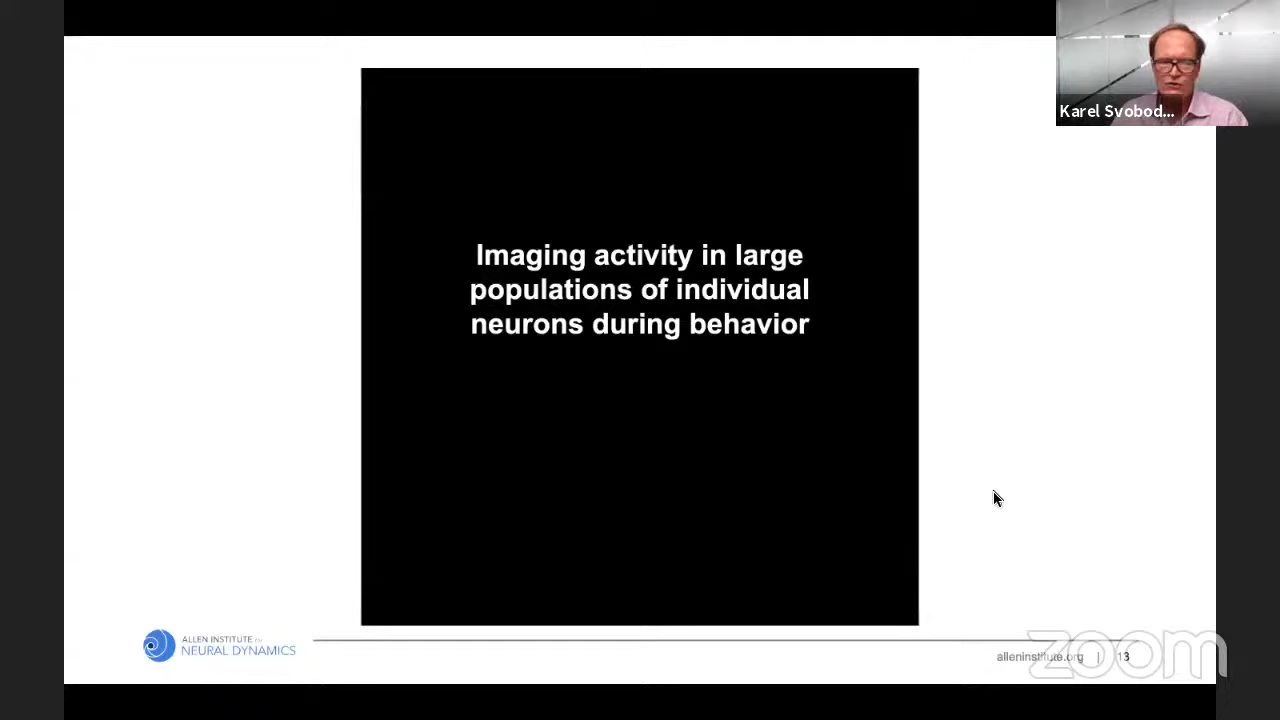 Karel Svobod...
Imaging activity in large
populations of individual
neurons during behavior
ALLEN INSTITUTE for
NEURAL DYNAMICS
alleninstitute.org | 13
zoom